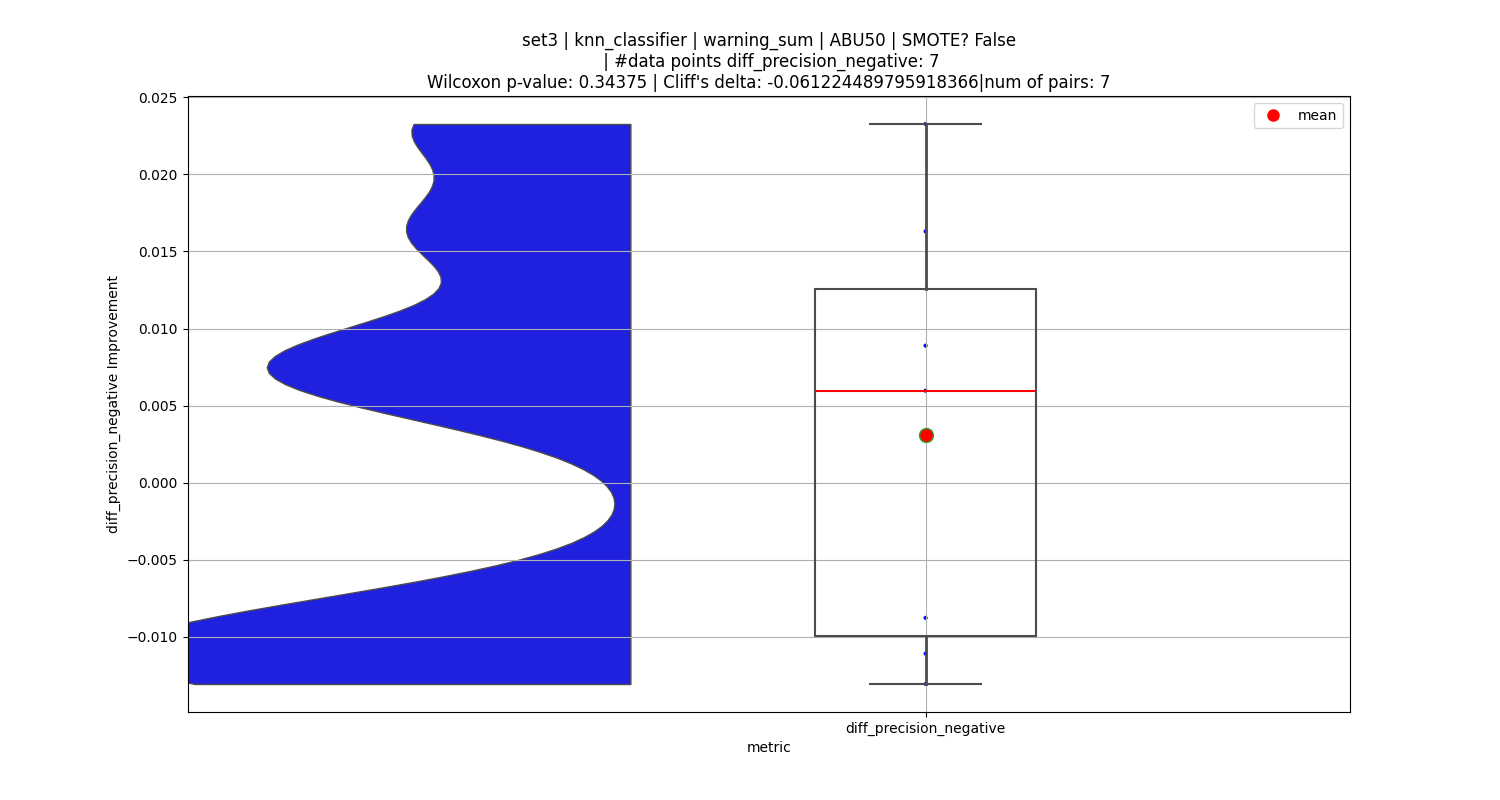 set3 | knn_classifier | warning_sum | ABU50 | SMOTE? False
| #data points diff_precision_negative: 7
Wilcoxon p-value: 0.34375 | Cliff's delta: -0.061224489795918366|num of pairs: 7
mean
0.025
0.020
0.015
0.010
0.005
0.000
−0.005
−0.010
diff_precision_negative Improvement
diff_precision_negative
metric